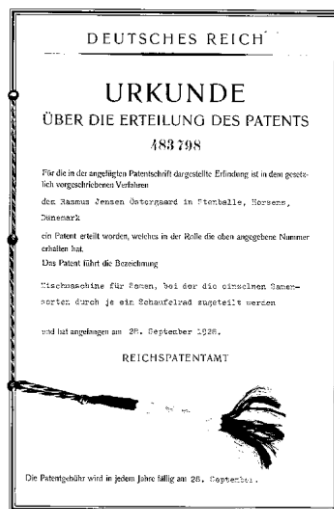 DEUTSCHES REICH
URKUNDE
ÜBER DIE ERTEILUNG DES PATENTS
483798
Für die in der angefügten Patentschrift dargestellte Erfindung ist in dem gesetz-
lich vorgeschriebenen Verfahren
dem Rasmus Jensen Östergaard in Stenballe, Horsens,
Dänemark
ein Patent erteilt worden, welches in der Rolle die oben angegebene Nummer
erhalten hat.
Das Patent führt die Bezeichnung
Mischmaschine für Samen, bei der die einzelnen Samen-
sorten durch je ein Schaufelrad zugeteilt werden
und hat angefangen am 28. September 1928.
REICHSPATENTAMT
Die Patentgebühr wird in jedem Jahre fällig am 28. September.